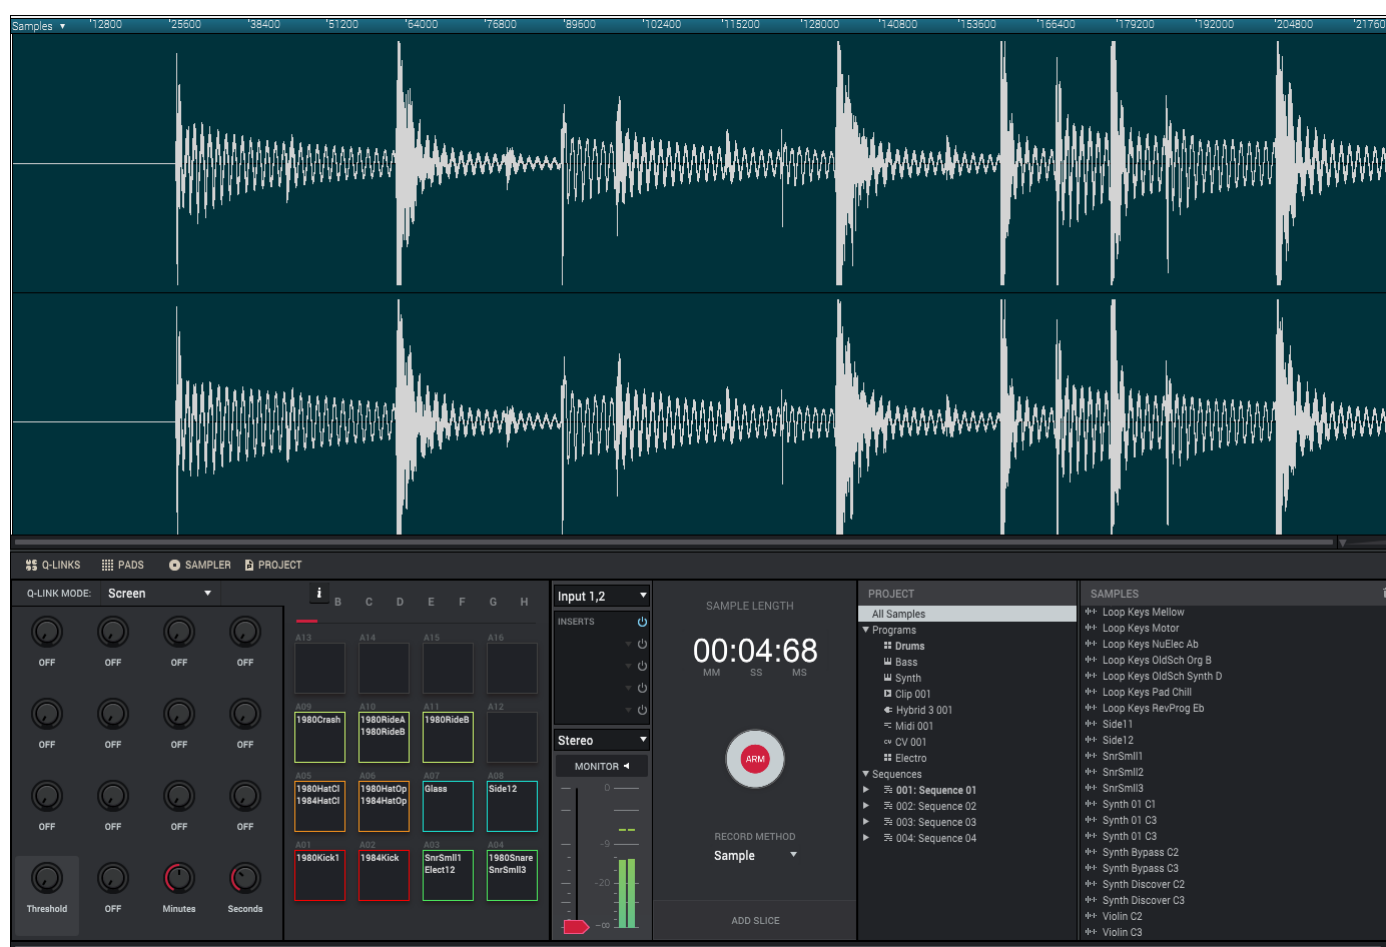 Samples ▼ '12800 '25600 '38400 '51200 '64000 '76800 '89600 '102400 '115200 '128000 '140800 '153600 '166400 '179200 '192000 '204800 '21760
Q-LINKS PADS SAMPLER PROJECT
Q-LINK MODE: Screen ▼
OFF OFF OFF OFF
OFF OFF OFF OFF
OFF OFF OFF OFF
Threshold OFF Minutes Seconds
i B C D E F G H
A13 A14 A15 A16
A09 A10 A11 A12
1980Crash 1980RideA 1980RideB
1980RideB
A05 A06 A07 A08
1980HatCl 1980HatOp Glass Side12
1984HatCl 1984HatOp
A01 A02 A03 A04
1980Kick1 1984Kick SnrSmll1 1980Snare
Elect12 SnrSmll3
Input 1,2 ▼
INSERTS
Stereo ▼
MONITOR
0
-9
-20
-∞
SAMPLE LENGTH
00:04:68
MM SS MS
ARM
RECORD METHOD
Sample ▼
ADD SLICE
PROJECT
All Samples
▼ Programs
Drums
Bass
Synth
Clip 001
Hybrid 3 001
Midi 001
CV CV 001
Electro
▼ Sequences
▶ 001: Sequence 01
▶ 002: Sequence 02
▶ 003: Sequence 03
▶ 004: Sequence 04
SAMPLES
Loop Keys Mellow
Loop Keys Motor
Loop Keys NuElec Ab
Loop Keys OldSch Org B
Loop Keys OldSch Synth D
Loop Keys Pad Chill
Loop Keys RevProg Eb
Side11
Side12
SnrSmll1
SnrSmll2
SnrSmll3
Synth 01 C1
Synth 01 C3
Synth 01 C3
Synth Bypass C2
Synth Bypass C3
Synth Discover C2
Synth Discover C3
Violin C2
Violin C3